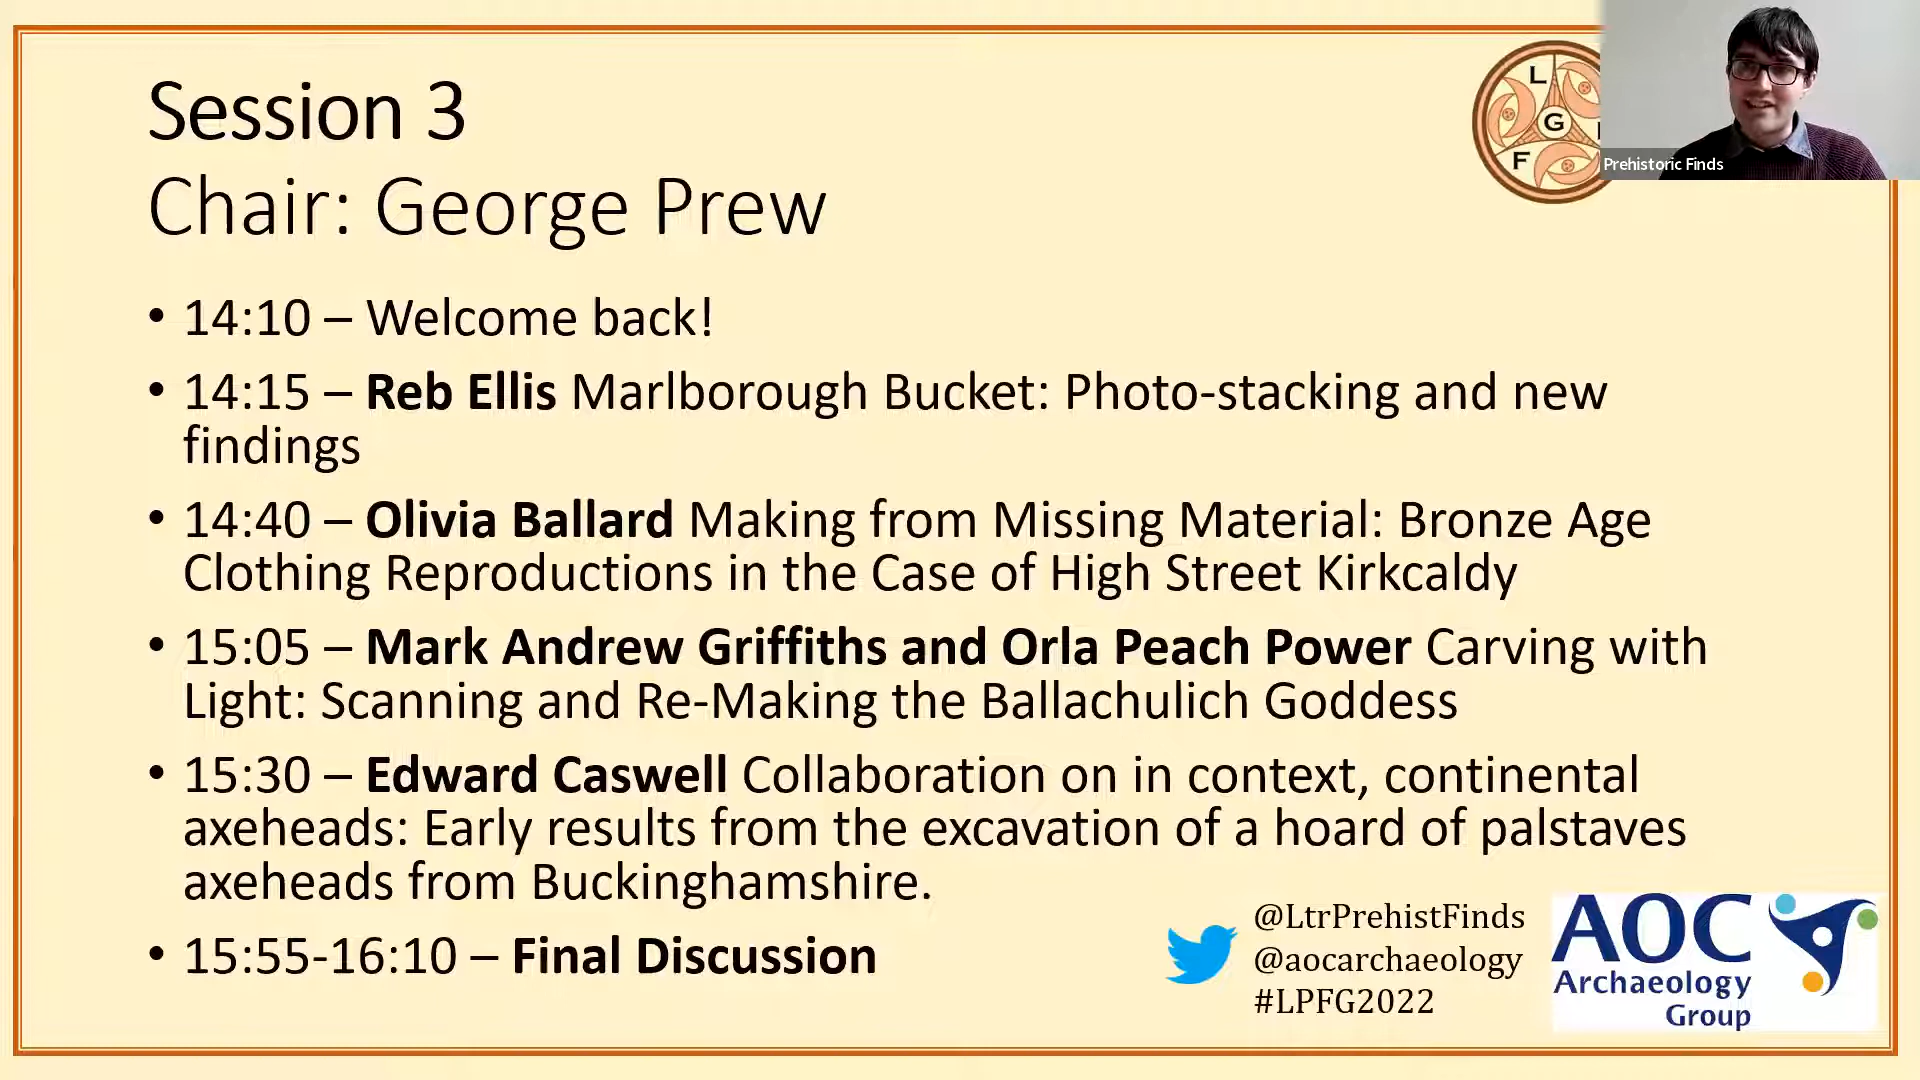 Session 3
Chair: George Prew
• 14:10 – Welcome back!
• 14:15 – Reb Ellis Marlborough Bucket: Photo-stacking and new
findings
• 14:40 – Olivia Ballard Making from Missing Material: Bronze Age
Clothing Reproductions in the Case of High Street Kirkcaldy
• 15:05 – Mark Andrew Griffiths and Orla Peach Power Carving with
Light: Scanning and Re-Making the Ballachulich Goddess
• 15:30 – Edward Caswell Collaboration on in context, continental
axeheads: Early results from the excavation of a hoard of palstaves
axeheads from Buckinghamshire.
• 15:55-16:10 – Final Discussion
L
G
F
Prehistoric Finds
@LtrPrehistFinds
@aocarchaeology
#LPFG2022
AOC
Archaeology
Group